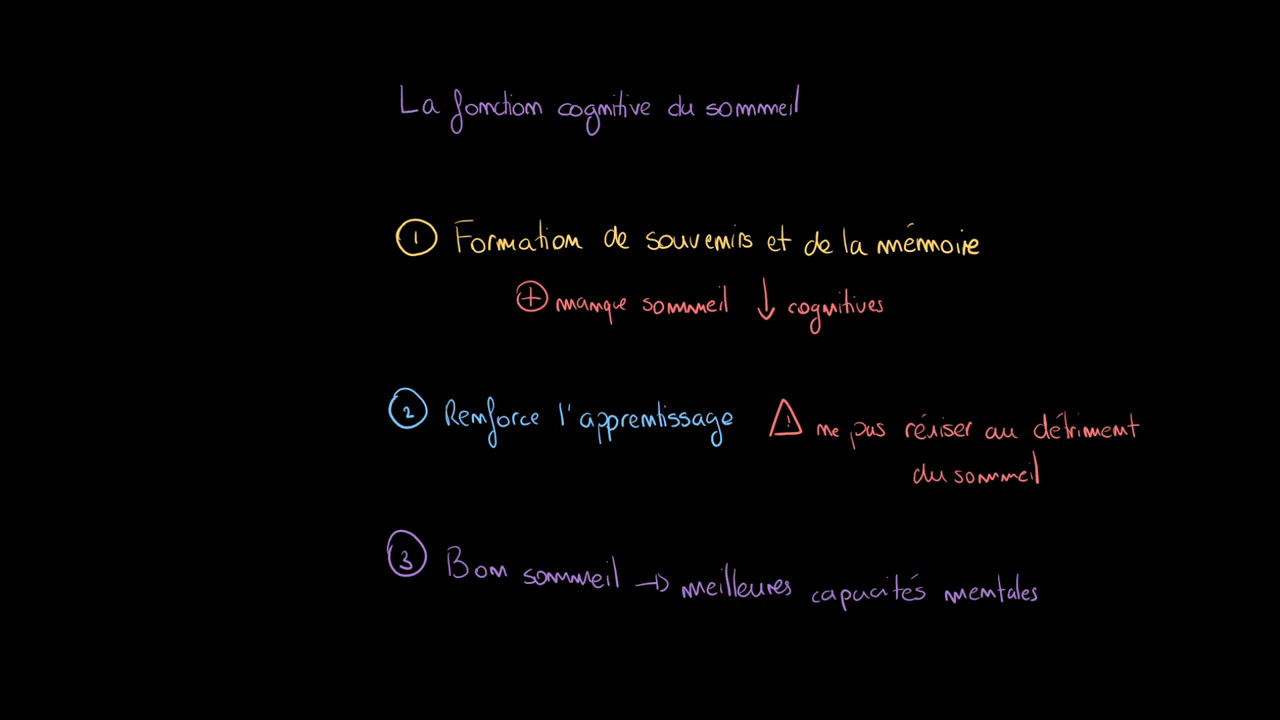 La fonction cognitive du sommeil
① Formation de souvenirs et de la mémoire
⊕ manque sommeil ↓ cognitives
② Renforce l'apprentissage ⚠ ne pas réviser au détriment
du sommeil
③ Bon sommeil → meilleures capacités mentales